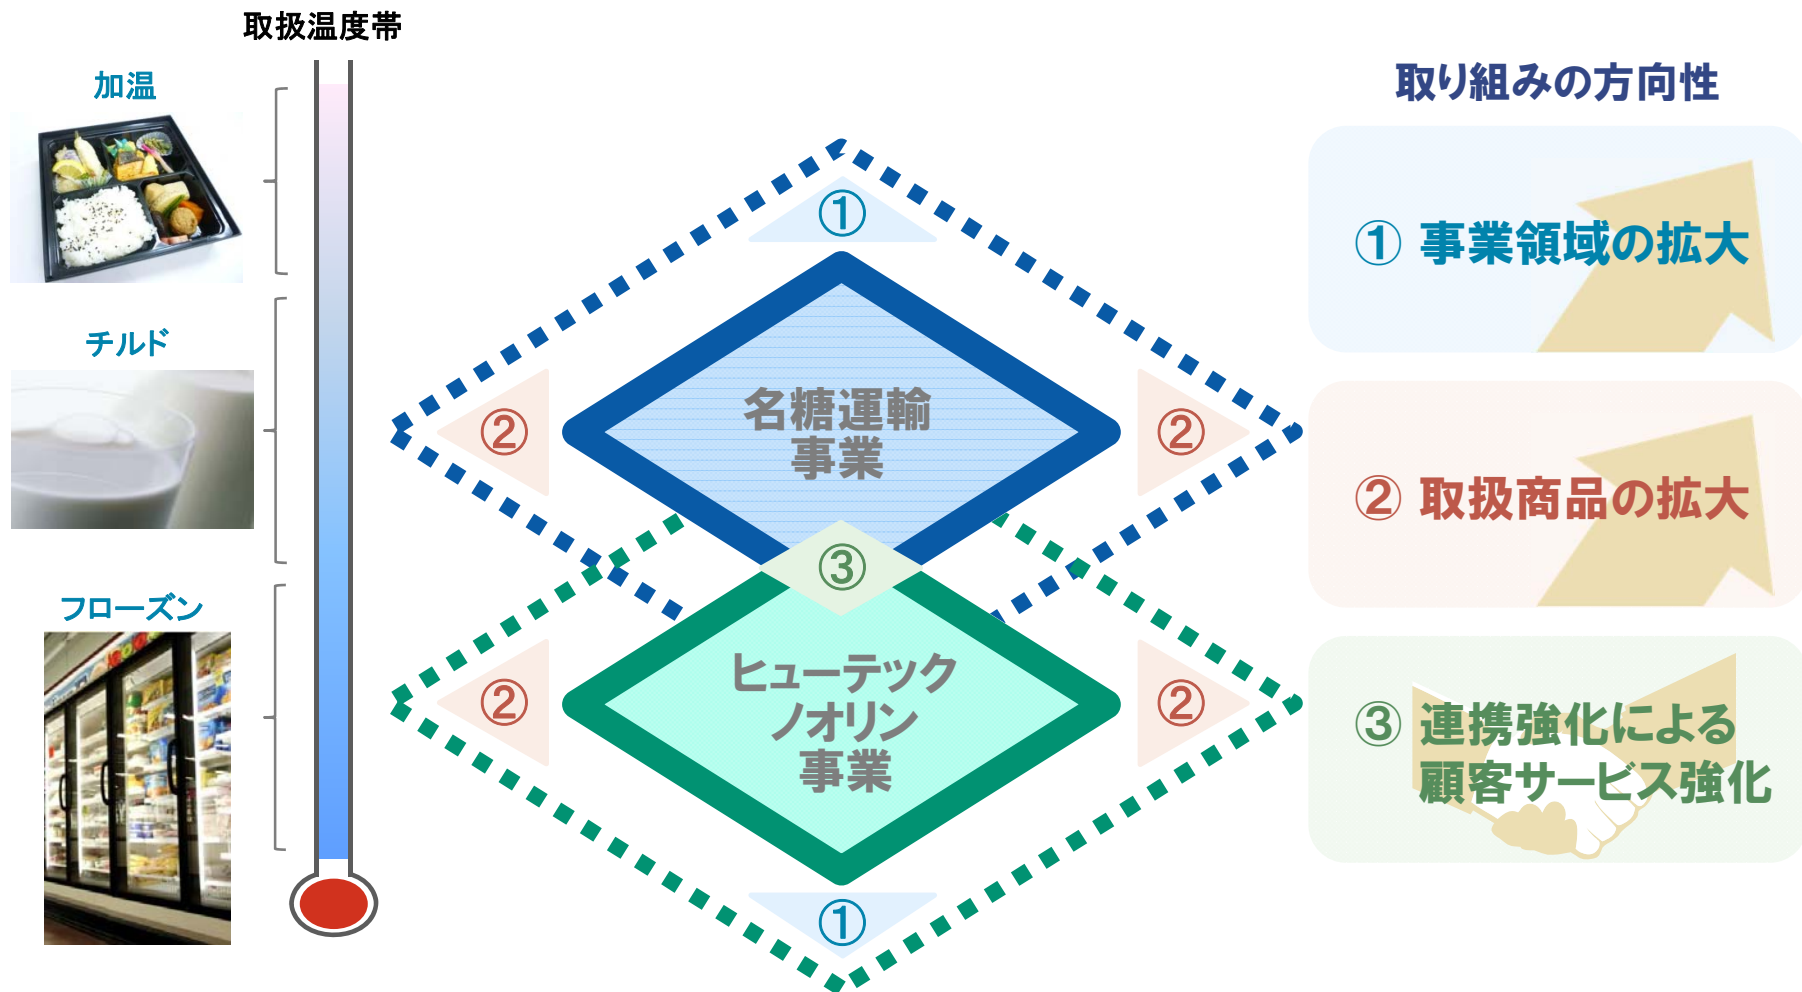 取扱温度帯
加温
チルド
フローズン
①
②
名糖運輸
事業
②
③
②
ヒューテック
ノオリン
事業
②
①
取り組みの方向性
① 事業領域の拡大
② 取扱商品の拡大
③ 連携強化による
顧客サービス強化